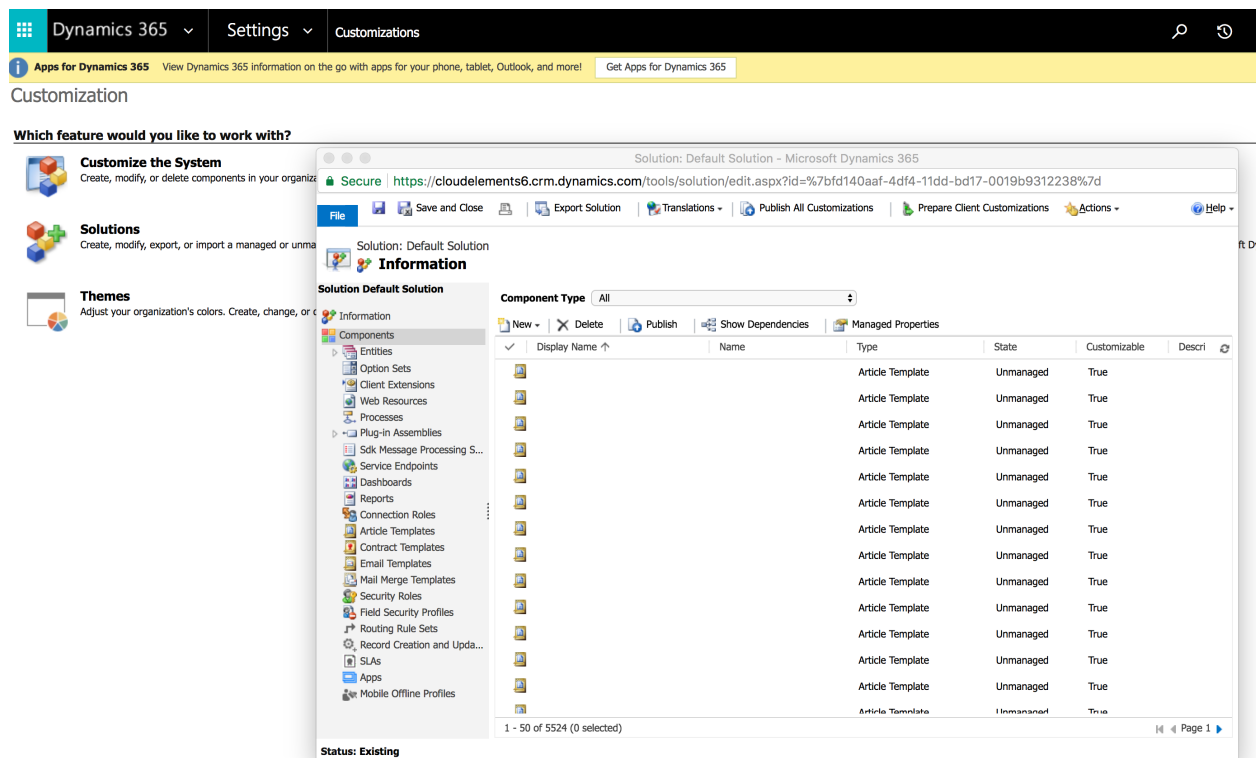 Dynamics 365 Settings Customizations
Apps for Dynamics 365 View Dynamics 365 information on the go with apps for your phone, tablet, Outlook, and more! Get Apps for Dynamics 365
Customization
Which feature would you like to work with?
Customize the System
Create, modify, or delete components in your organiza
Solutions
Create, modify, export, or import a managed or unma
Themes
Adjust your organization's colors. Create, change, or d
ft D
Solution: Default Solution - Microsoft Dynamics 365
Secure https://cloudelements6.crm.dynamics.com/tools/solution/edit.aspx?id=%7bfd140aaf-4df4-11dd-bd17-0019b9312238%7d
File Save and Close Export Solution Translations Publish All Customizations Prepare Client Customizations Actions Help
Solution: Default Solution
Information
Solution Default Solution
Information
Components
Entities
Option Sets
Client Extensions
Web Resources
Processes
Plug-in Assemblies
Sdk Message Processing S...
Service Endpoints
Dashboards
Reports
Connection Roles
Article Templates
Contract Templates
Email Templates
Mail Merge Templates
Security Roles
Field Security Profiles
Routing Rule Sets
Record Creation and Upda...
SLAs
Apps
Mobile Offline Profiles
Component Type All
New Delete Publish Show Dependencies Managed Properties
Display Name Name Type State Customizable Descri
Article Template Unmanaged True
Article Template Unmanaged True
Article Template Unmanaged True
Article Template Unmanaged True
Article Template Unmanaged True
Article Template Unmanaged True
Article Template Unmanaged True
Article Template Unmanaged True
Article Template Unmanaged True
Article Template Unmanaged True
Article Template Unmanaged True
Article Template Unmanaged True
Article Template Unmanaged True
Article Template Unmanaged True
1 - 50 of 5524 (0 selected) Page 1
Status: Existing